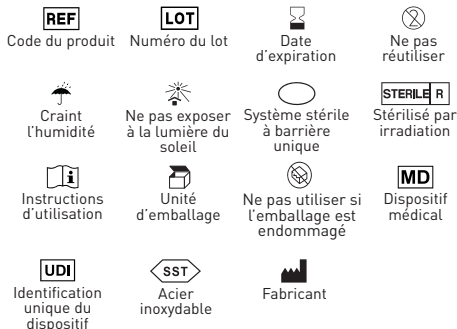 REF
LOT
2
Code du produit
Numéro du lot
Date
d'expiration
Ne pas
réutiliser
STERILE R
Craint
l'humidité
Ne pas exposer
à la lumière du
soleil
Système stérile
à barrière
unique
Stérilisé par
irradiation
i
MD
Instructions
d'utilisation
Unité
d'emballage
Ne pas utiliser si
l'emballage est
endommagé
Dispositif
médical
UDI
SST
Identification
unique du
dispositif
Acier
inoxydable
Fabricant